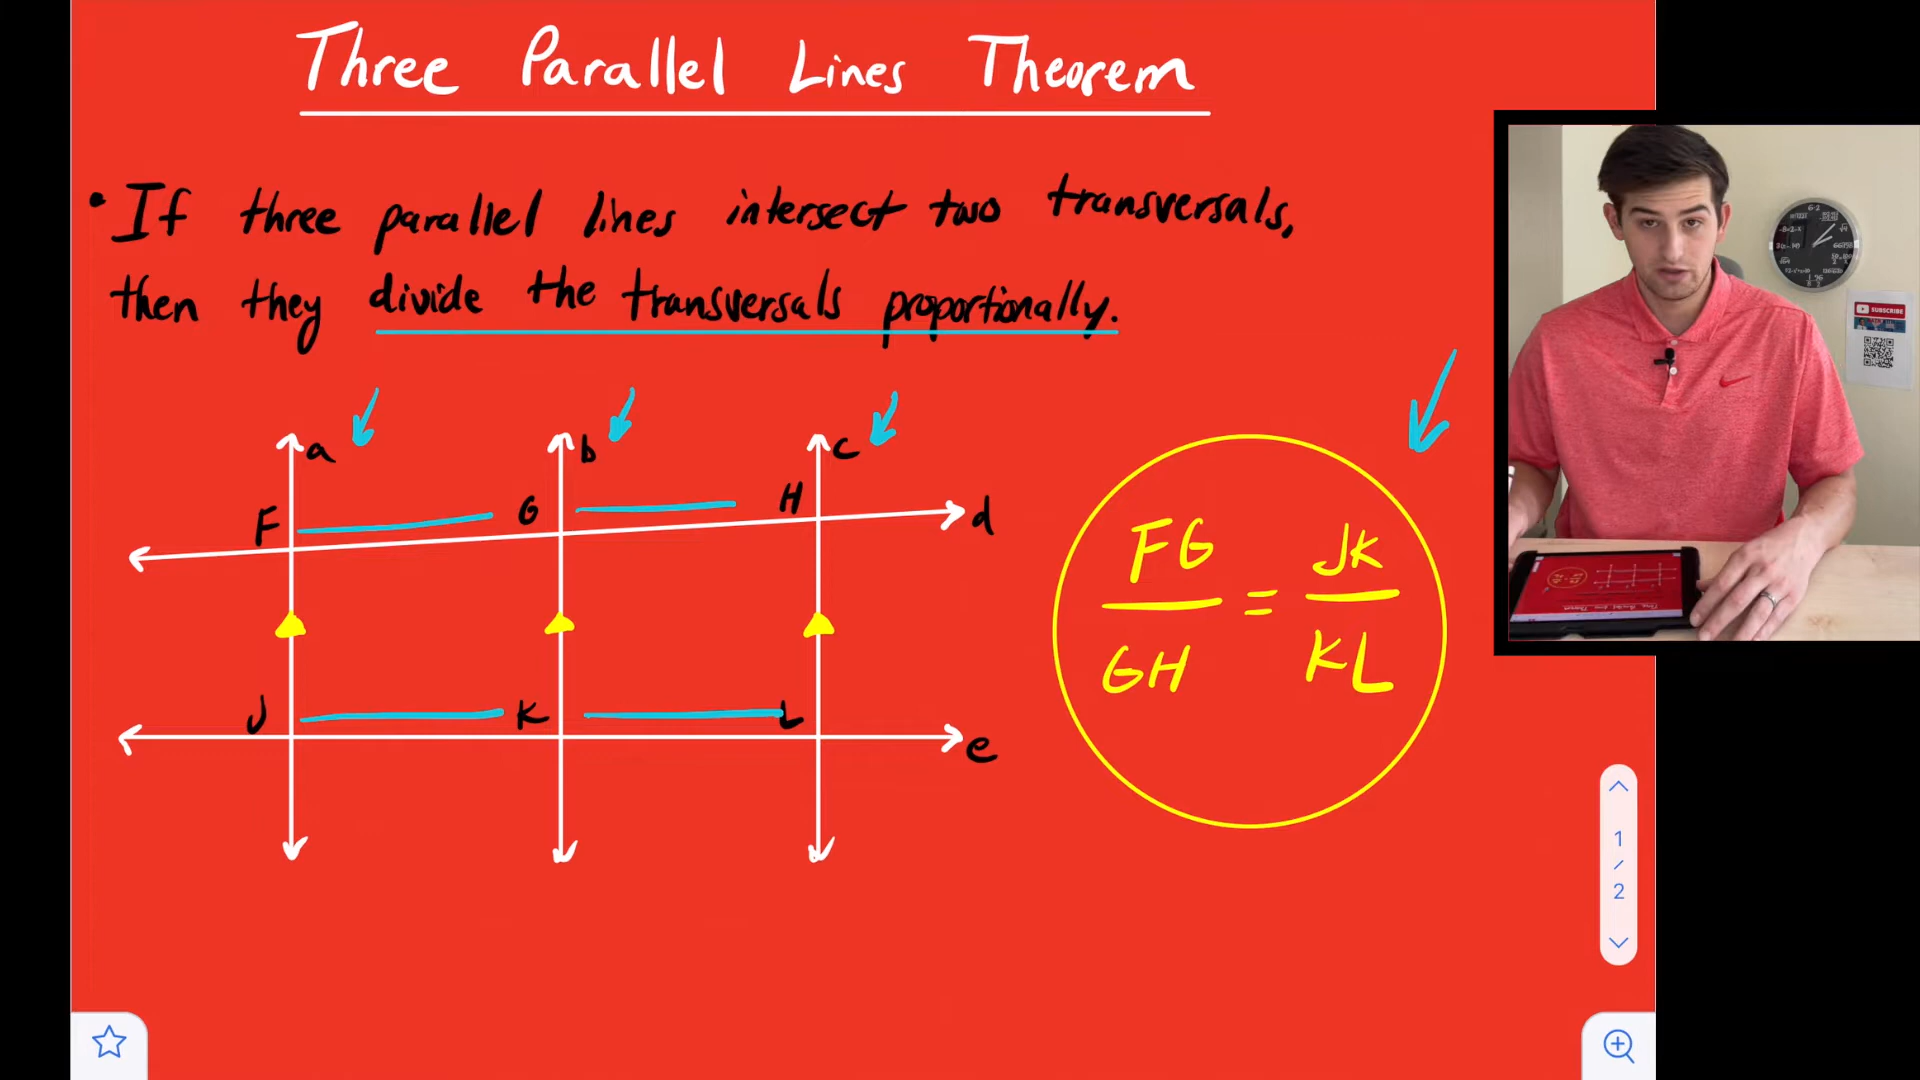 Three Parallel Lines Theorem
• If three parallel lines intersect two transversals,
then they divide the transversals proportionally.
a b c
F G H d
J K L e
FG JK
=
GH KL
SUBSCRIBE
1
/
2